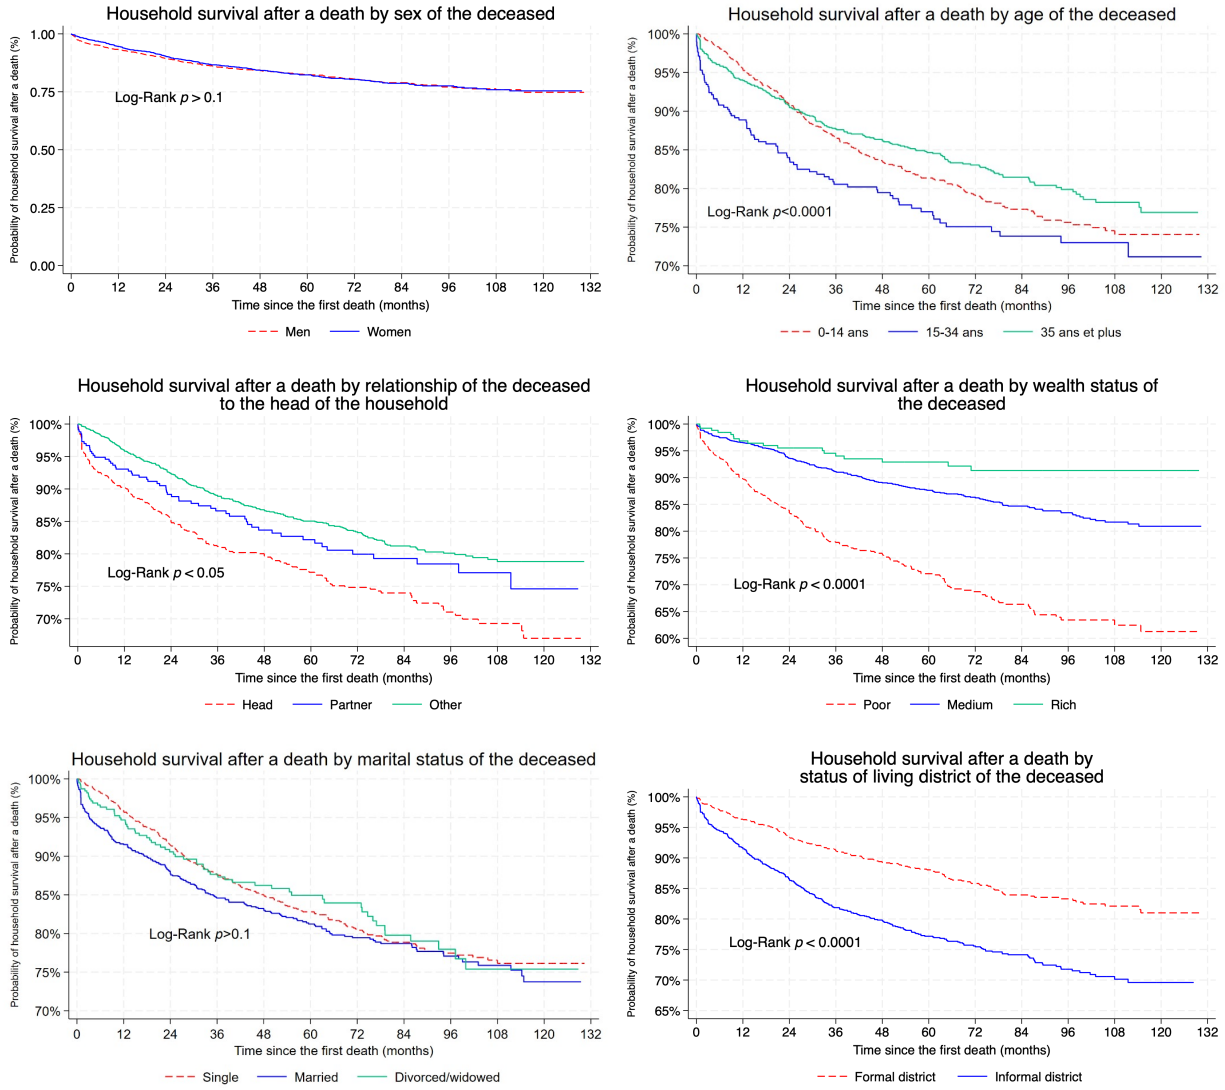 Household survival after a death by sex of the deceased
Probability of household survival after a death (%)
1.00
0.75
0.50
0.25
0.00
Log-Rank p > 0.1
0 12 24 36 48 60 72 84 96 108 120 132
Time since the first death (months)
Men Women
Household survival after a death by age of the deceased
Probability of household survival after a death (%)
100%
95%
90%
85%
80%
75%
70%
Log-Rank p<0.0001
0 12 24 36 48 60 72 84 96 108 120 132
Time since the first death (months)
0-14 ans 15-34 ans 35 ans et plus
Household survival after a death by relationship of the deceased
to the head of the household
Probability of household survival after a death (%)
100%
95%
90%
85%
80%
75%
70%
Log-Rank p < 0.05
0 12 24 36 48 60 72 84 96 108 120 132
Time since the first death (months)
Head Partner Other
Household survival after a death by wealth status of
the deceased
Probability of household survival after a death (%)
100%
95%
90%
85%
80%
75%
70%
65%
60%
Log-Rank p < 0.0001
0 12 24 36 48 60 72 84 96 108 120 132
Time since the first death (months)
Poor Medium Rich
Household survival after a death by marital status of the deceased
Probability of household survival after a death (%)
100%
95%
90%
85%
80%
75%
70%
Log-Rank p>0.1
0 12 24 36 48 60 72 84 96 108 120 132
Time since the first death (months)
Single Married Divorced/widowed
Household survival after a death by
status of living district of the deceased
Probability of household survival after a death (%)
100%
95%
90%
85%
80%
75%
70%
65%
Log-Rank p < 0.0001
0 12 24 36 48 60 72 84 96 108 120 132
Time since the first death (months)
Formal district Informal district